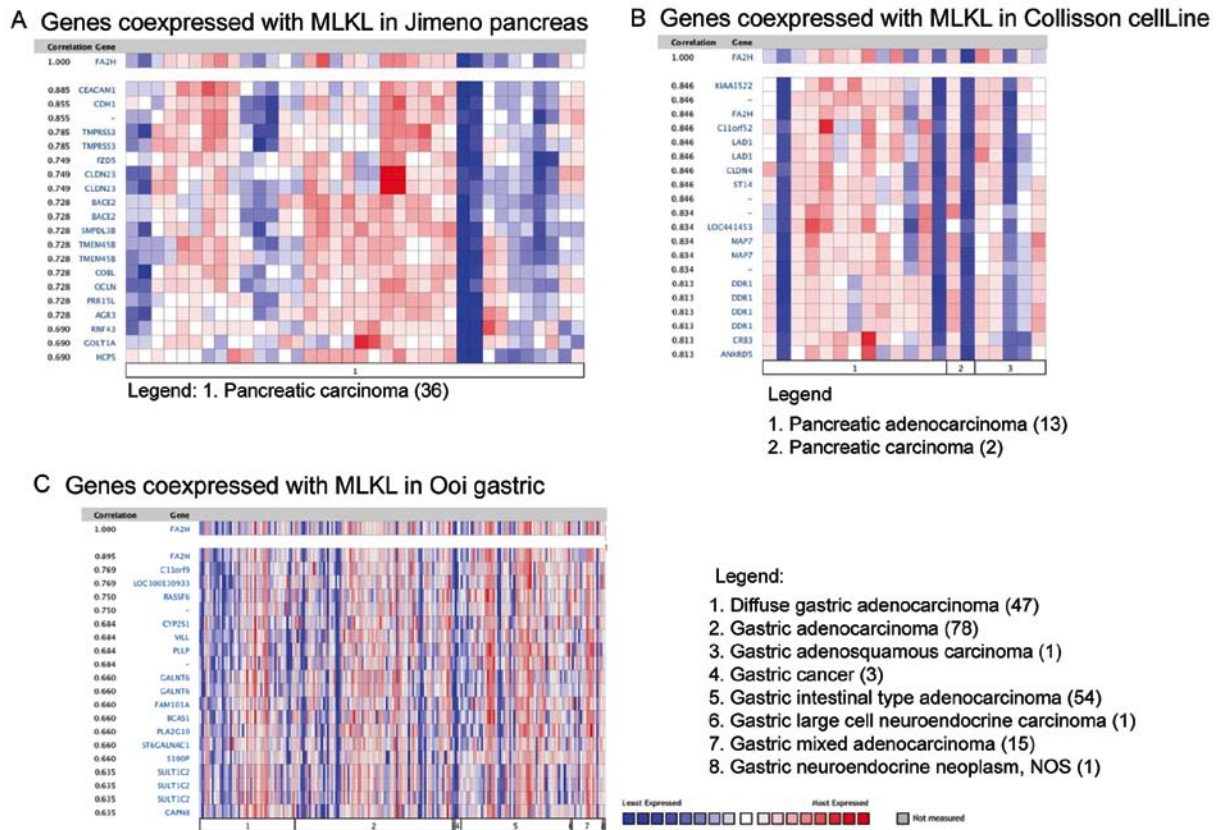 A Genes coexpressed with MLKL in Jimeno pancreas
Correlation Gene
1.000 FA2H
0.885 CEACAM1
0.855 CDH1
0.855 –
0.785 TMPRSS3
0.785 TMPRSS3
0.749 FZD5
0.749 CLDN23
0.749 CLDN23
0.728 BACE2
0.728 BACE2
0.728 SMPDL3B
0.728 TMEM45B
0.728 TMEM45B
0.728 COBL
0.728 OCLN
0.728 PRR15L
0.728 AGR3
0.690 RNF43
0.690 GOLT1A
0.690 HCP5
1
Legend: 1. Pancreatic carcinoma (36)
B Genes coexpressed with MLKL in Collisson cellLine
Correlation Gene
1.000 FA2H
0.846 KIAA1522
0.846 –
0.846 FA2H
0.846 C11orf52
0.846 LAD1
0.846 LAD1
0.846 CLDN4
0.846 ST14
0.846 –
0.834 –
0.834 LOC441453
0.834 MAP7
0.834 MAP7
0.834 –
0.813 DDR1
0.813 DDR1
0.813 DDR1
0.813 DDR1
0.813 CRB3
0.813 ANKRD5
1 2 3
Legend
1. Pancreatic adenocarcinoma (13)
2. Pancreatic carcinoma (2)
C Genes coexpressed with MLKL in Ooi gastric
Correlation Gene
1.000 FA2H
0.895 FA2H
0.769 C11orf9
0.769 LOC100130933
0.750 RASSF6
0.750 –
0.684 CYP2S1
0.684 VILL
0.684 PLLP
0.684 –
0.660 GALNT6
0.660 GALNT6
0.660 FAM101A
0.660 BCAS1
0.660 PLA2G10
0.660 ST6GALNAC1
0.660 S100P
0.635 SULT1C2
0.635 SULT1C2
0.635 SULT1C2
0.635 CAPN8
1 2 4 5 7
Legend:
1. Diffuse gastric adenocarcinoma (47)
2. Gastric adenocarcinoma (78)
3. Gastric adenosquamous carcinoma (1)
4. Gastric cancer (3)
5. Gastric intestinal type adenocarcinoma (54)
6. Gastric large cell neuroendocrine carcinoma (1)
7. Gastric mixed adenocarcinoma (15)
8. Gastric neuroendocrine neoplasm, NOS (1)
Least Expressed Most Expressed
Not measured